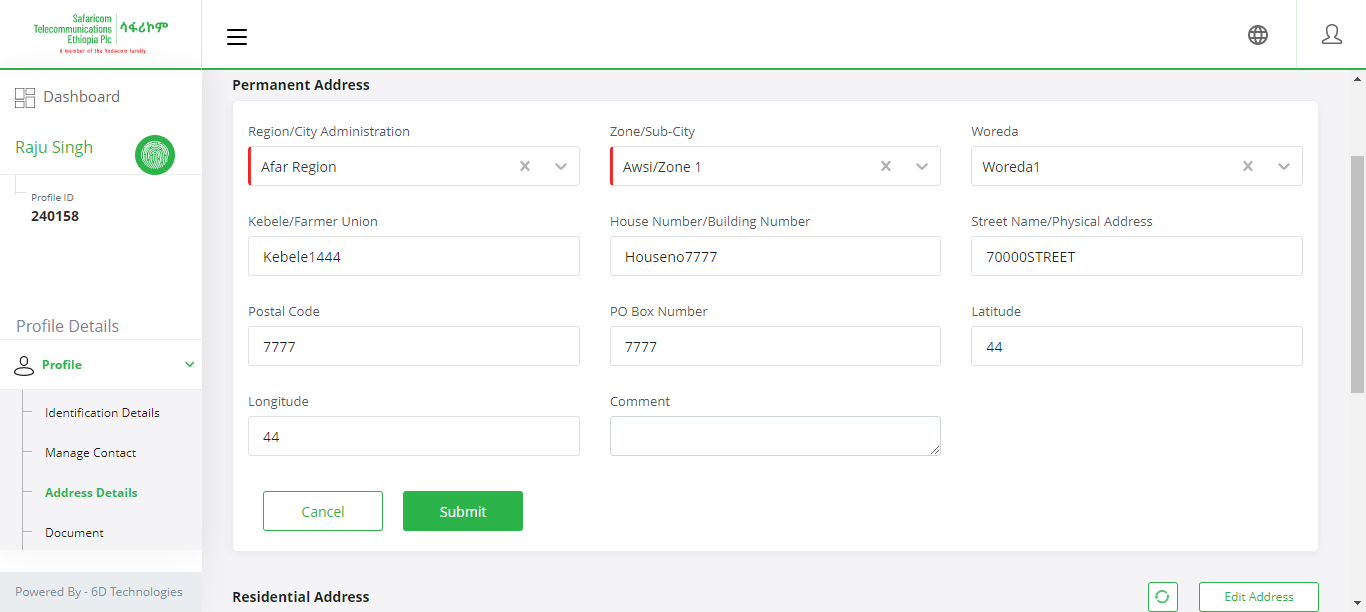 Safaricom
Telecommunications
Ethiopia Plc
ሳፋሪኮም
A member of the Vodacom family
Dashboard
Raju Singh
Profile ID
240158
Profile Details
Profile
Identification Details
Manage Contact
Address Details
Document
Powered By - 6D Technologies
Permanent Address
Region/City Administration
Zone/Sub-City
Woreda
Afar Region
Awsi/Zone 1
Woreda1
Kebele/Farmer Union
House Number/Building Number
Street Name/Physical Address
Kebele1444
Houseno7777
70000STREET
Postal Code
PO Box Number
Latitude
7777
7777
44
Longitude
Comment
44
Cancel
Submit
Residential Address
Edit Address